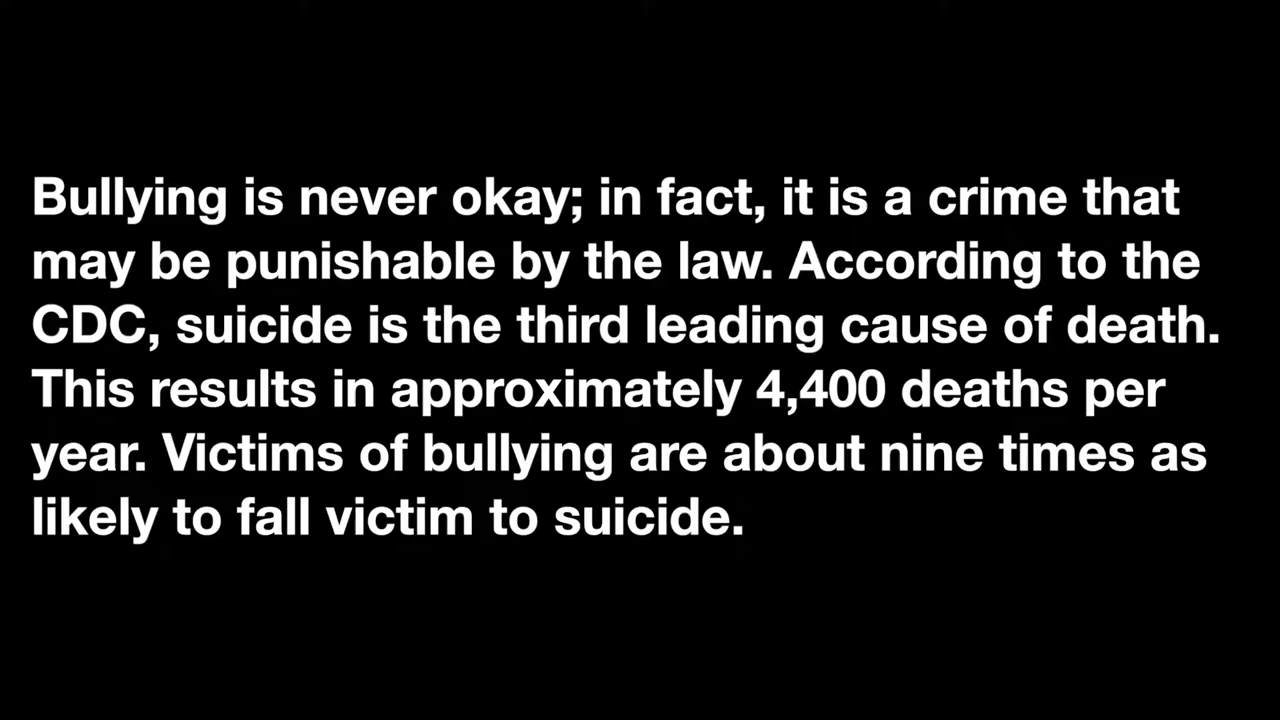 Bullying is never okay; in fact, it is a crime that
may be punishable by the law. According to the
CDC, suicide is the third leading cause of death.
This results in approximately 4,400 deaths per
year. Victims of bullying are about nine times as
likely to fall victim to suicide.